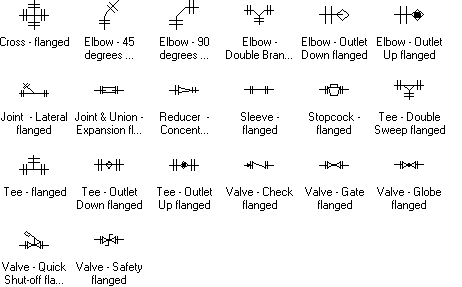 Cross - flanged
Elbow - 45
degrees ...
Elbow - 90
degrees ...
Elbow -
Double Bran...
Elbow - Outlet
Down flanged
Elbow - Outlet
Up flanged
Joint - Lateral
flanged
Joint & Union -
Expansion fl...
Reducer -
Concent...
Sleeve -
flanged
Stopcock -
flanged
Tee - Double
Sweep flanged
Tee - flanged
Tee - Outlet
Down flanged
Tee - Outlet
Up flanged
Valve - Check
flanged
Valve - Gate
flanged
Valve - Globe
flanged
Valve - Quick
Shut-off fla...
Valve - Safety
flanged